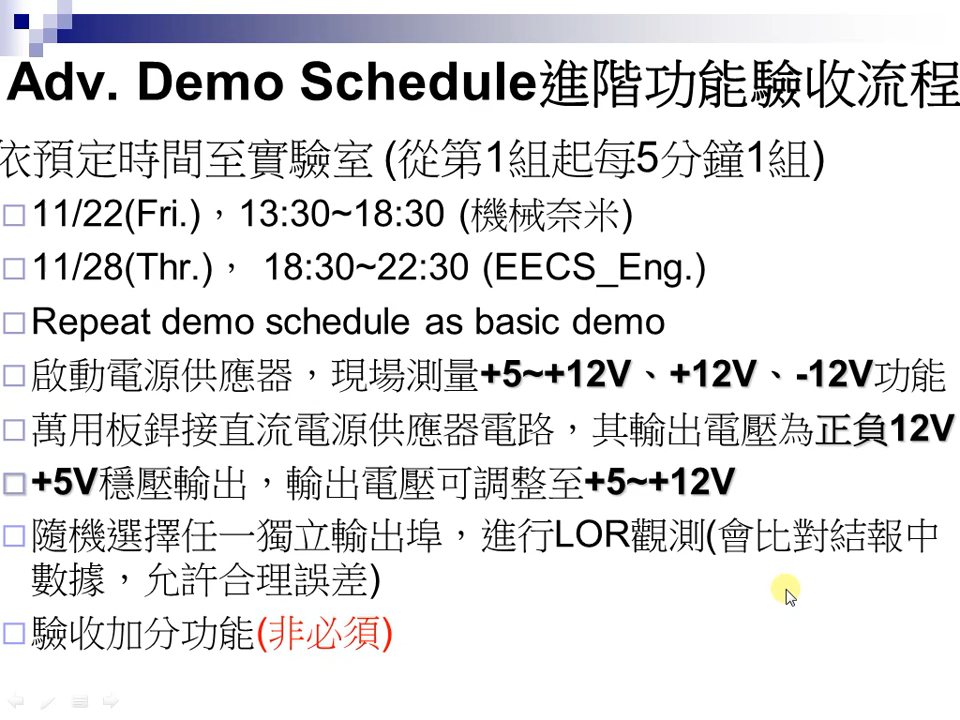 Adv. Demo Schedule進階功能驗收流程
依預定時間至實驗室 (從第1組起每5分鐘1組)
11/22(Fri.)，13:30~18:30 (機械奈米)
11/28(Thr.)， 18:30~22:30 (EECS_Eng.)
Repeat demo schedule as basic demo
啟動電源供應器，現場測量+5~+12V、+12V、-12V功能
萬用板銲接直流電源供應器電路，其輸出電壓為正負12V
+5V穩壓輸出，輸出電壓可調整至+5~+12V
隨機選擇任一獨立輸出埠，進行LOR觀測(會比對結報中
數據，允許合理誤差)
驗收加分功能(非必須)